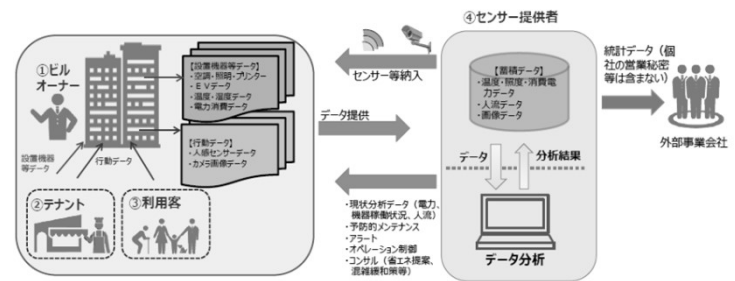 ①ビル
オーナー
【設置機器等データ】
・空調・照明・プリンター
・EVデータ
・温度・湿度データ
・電力消費データ
【行動データ】
・人感センサーデータ
・カメラ画像データ
設置機器
等データ
行動データ
②テナント
③利用客
センサー等納入
データ提供
・現状分析データ（電力、
機器稼働状況、人流）
・予防的メンテナンス
・アラート
・オペレーション制御
・コンサル（省エネ提案、
混雑緩和策等）
④センサー提供者
【蓄積データ】
・温度・照度・消費電
力データ
・人流データ
・画像データ
データ
分析結果
データ分析
統計データ（個
社の営業秘密
等は含まない）
外部事業会社